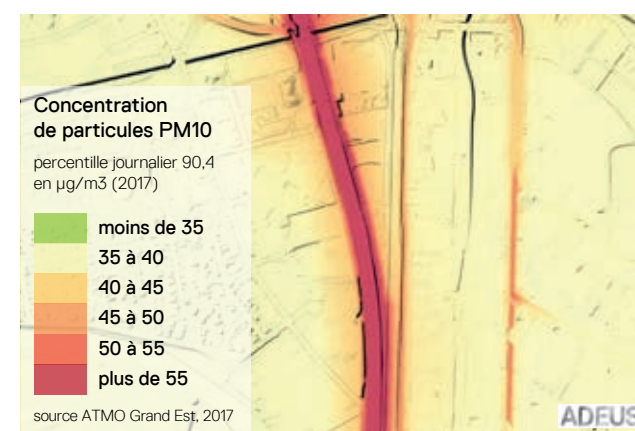 Concentration
de particules PM10
percentille journalier 90,4
en µg/m3 (2017)
moins de 35
35 à 40
40 à 45
45 à 50
50 à 55
plus de 55
source ATMO Grand Est, 2017
ADEUS